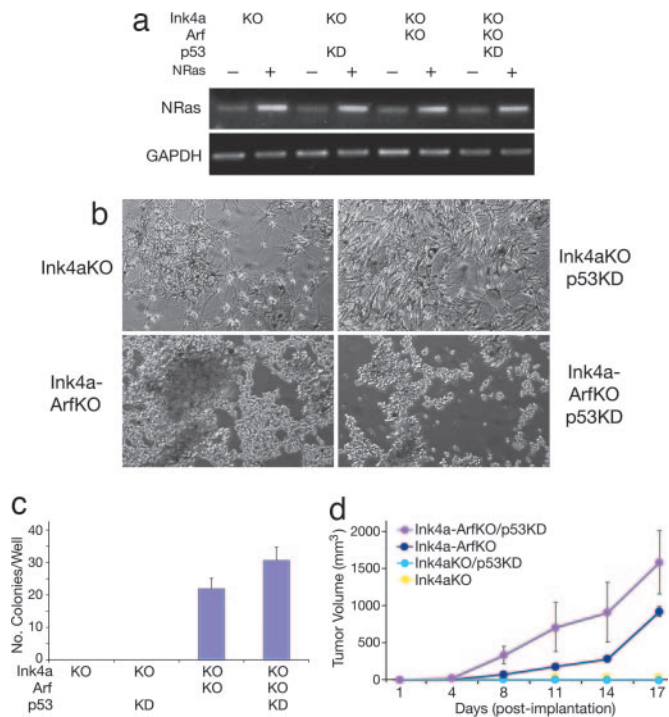 a
Ink4a KO KO KO KO
Arf KO KO
p53 KD KD
NRas – + – + – + – +
NRas
GAPDH
b
Ink4aKO
Ink4aKO
p53KD
Ink4a-
ArfKO
Ink4a-
ArfKO
p53KD
c
No. Colonies/Well
40
30
20
10
0
Ink4a KO KO KO KO
Arf KO KO
p53 KD KD
d
Tumor Volume (mm3)
2000
1500
1000
500
0
Ink4a-ArfKO/p53KD
Ink4a-ArfKO
Ink4aKO/p53KD
Ink4aKO
1 4 8 11 14 17
Days (post-implantation)